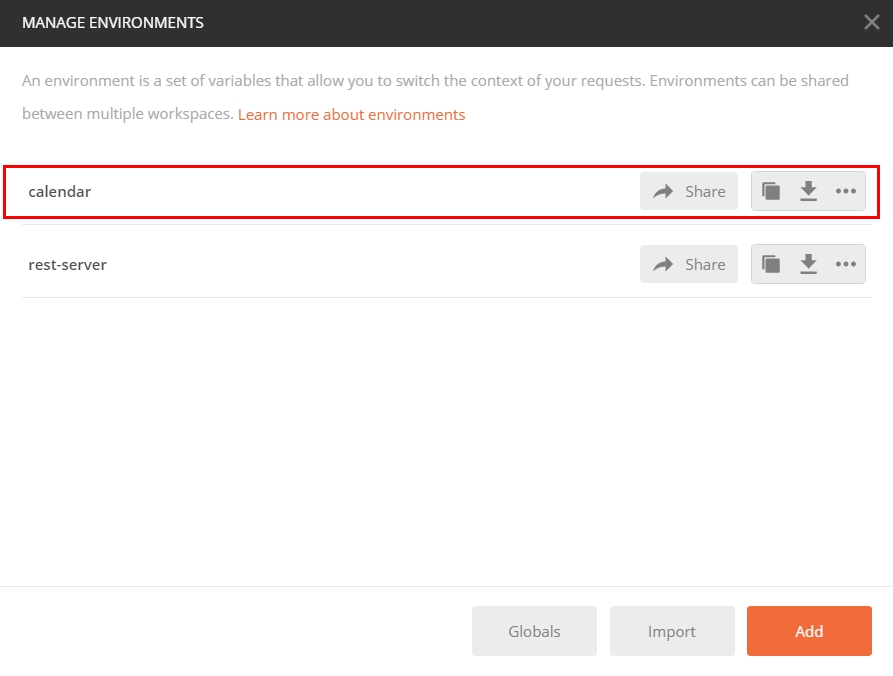 MANAGE ENVIRONMENTS
An environment is a set of variables that allow you to switch the context of your requests. Environments can be shared
between multiple workspaces. Learn more about environments
calendar Share
rest-server Share
Globals Import Add